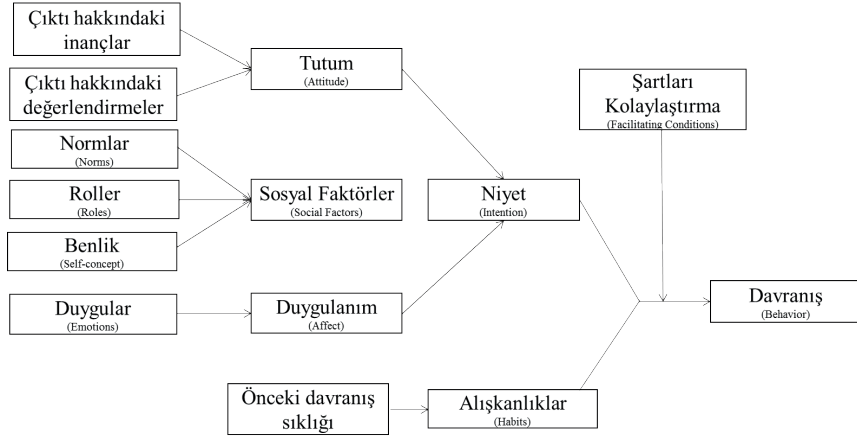 Çıktı hakkındaki
inançlar
Çıktı hakkındaki
değerlendirmeler
Normlar
(Norms)
Roller
(Roles)
Benlik
(Self-concept)
Duygular
(Emotions)
Tutum
(Attitude)
Sosyal Faktörler
(Social Factors)
Duygulanım
(Affect)
Önceki davranış
sıklığı
Niyet
(Intention)
Alışkanlıklar
(Habits)
Şartları
Kolaylaştırma
(Facilitating Conditions)
Davranış
(Behavior)